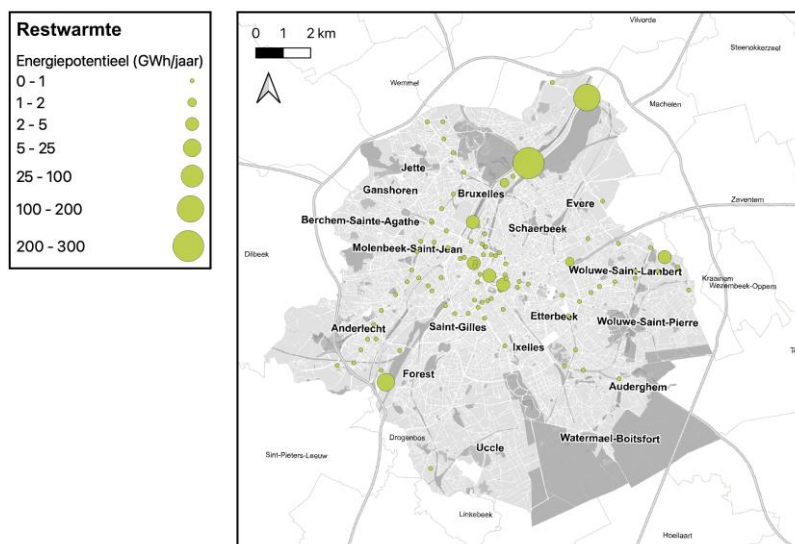 Restwarmte
Energiepotentieel (GWh/jaar)
0 - 1
1 - 2
2 - 5
5 - 25
25 - 100
100 - 200
200 - 300
0 1 2 km
Vilvorde
Steenokkerzeel
Wemmel
Machelen
Jette
Ganshoren
Bruxelles
Evere
Zaventem
Berchem-Sainte-Agathe
Schaerbeek
Dilbeek
Molenbeek-Saint-Jean
Woluwe-Saint-Lambert
Kraainem
Wezembeek-Oppem
Etterbeek
Woluwe-Saint-Pierre
Anderlecht
Saint-Gilles
Ixelles
Forest
Auderghem
Drogenbos
Watermael-Boitsfort
Uccle
Sint-Pieters-Leeuw
Linkebeek
Hoeilaart